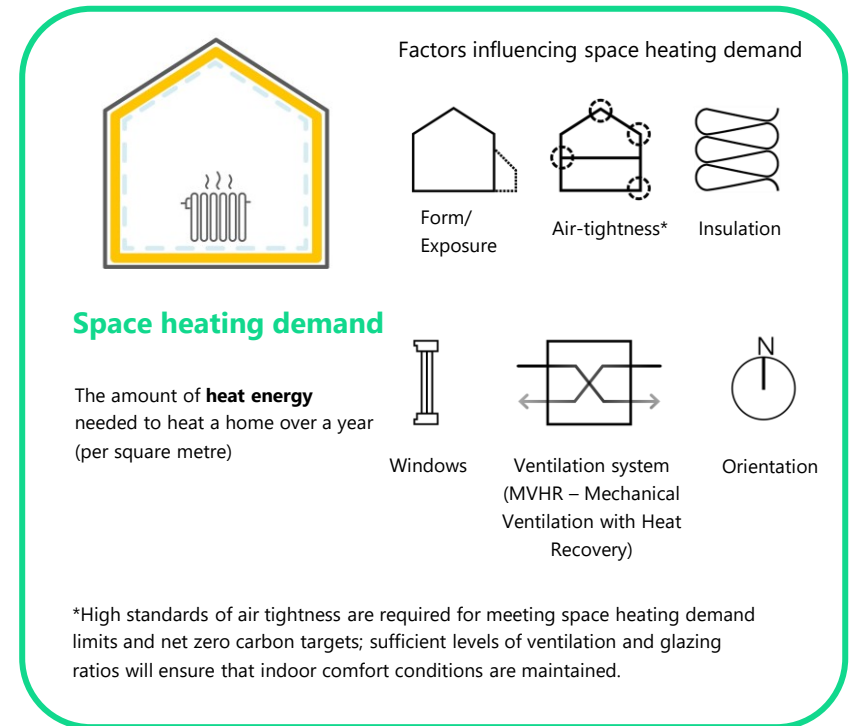 Factors influencing space heating demand
Form/
Exposure
Air-tightness*
Insulation
Space heating demand
The amount of heat energy
needed to heat a home over a year
(per square metre)
N
Windows
Ventilation system
(MVHR – Mechanical
Ventilation with Heat
Recovery)
Orientation
*High standards of air tightness are required for meeting space heating demand
limits and net zero carbon targets; sufficient levels of ventilation and glazing
ratios will ensure that indoor comfort conditions are maintained.